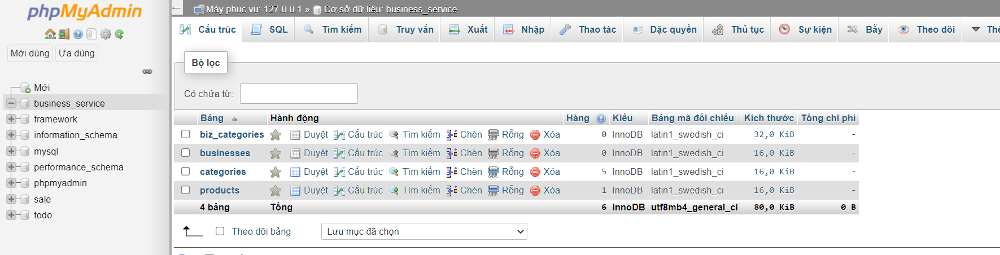 phpMyAdmin
Mới dùng Ưa dùng
Mới
business_service
framework
information_schema
mysql
performance_schema
phpmyadmin
sale
todo
← Máy phục vụ: 127.0.0.1 » Cơ sở dữ liệu: business_service
Cấu trúc SQL Tìm kiếm Truy vấn Xuất Nhập Thao tác Đặc quyền Thủ tục Sự kiện Bẫy Theo dõi
Bộ lọc
Có chứa từ:
Bảng Hành động Hàng Kiểu Bảng mã đối chiếu Kích thước Tổng chi phí
biz_categories Duyệt Cấu trúc Tìm kiếm Chèn Rỗng Xóa 0 InnoDB latin1_swedish_ci 32,0 KiB -
businesses Duyệt Cấu trúc Tìm kiếm Chèn Rỗng Xóa 0 InnoDB latin1_swedish_ci 16,0 KiB -
categories Duyệt Cấu trúc Tìm kiếm Chèn Rỗng Xóa 5 InnoDB latin1_swedish_ci 16,0 KiB -
products Duyệt Cấu trúc Tìm kiếm Chèn Rỗng Xóa 1 InnoDB latin1_swedish_ci 16,0 KiB -
4 bảng Tổng 6 InnoDB utf8mb4_general_ci 80,0 KiB 0 B
Theo dõi bảng Lưu mục đã chọn